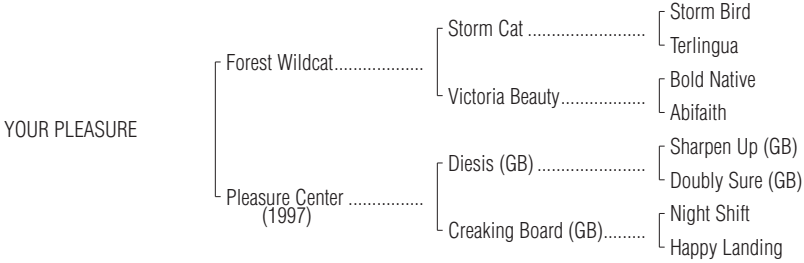 Storm Bird
Storm Cat ..........................
Terlingua
Forest Wildcat...................
Bold Native
Victoria Beauty..................
Abifaith
YOUR PLEASURE
Sharpen Up (GB)
Diesis (GB) .......................
Doubly Sure (GB)
Pleasure Center ................
(1997)
Night Shift
Creaking Board (GB).........
Happy Landing